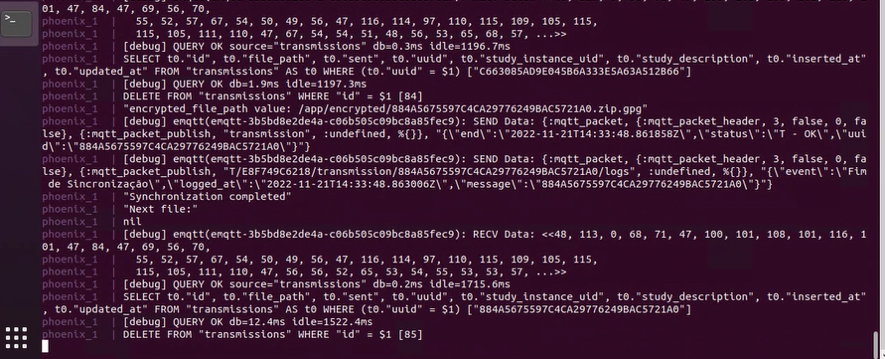 01, 47, 84, 47, 69, 56, 70,
phoenix_1 | 55, 52, 57, 67, 54, 50, 49, 56, 47, 116, 114, 97, 110, 115, 109, 105, 115,
phoenix_1 | 115, 105, 111, 110, 47, 67, 54, 54, 51, 48, 56, 53, 65, 68, 57, ...>>
phoenix_1 | [debug] QUERY OK source="transmissions" db=0.3ms idle=1196.7ms
phoenix_1 | SELECT t0."id", t0."file_path", t0."sent", t0."uuid", t0."study_instance_uid", t0."study_description", t0."inserted_at"
, t0."updated_at" FROM "transmissions" AS t0 WHERE (t0."uuid" = $1) ["C663085AD9E045B6A333E5A63A512B66"]
phoenix_1 | [debug] QUERY OK db=1.9ms idle=1197.3ms
phoenix_1 | DELETE FROM "transmissions" WHERE "id" = $1 [84]
phoenix_1 | "encrypted_file_path value: /app/encrypted/884A5675597C4CA29776249BAC5721A0.zip.gpg"
phoenix_1 | [debug] emqtt(emqtt-3b5bd8e2de4a-c06b505c09bc8a85fec9): SEND Data: {:mqtt_packet, {:mqtt_packet_header, 3, false, 0, fa
lse}, {:mqtt_packet_publish, "transmission", :undefined, %{}}, "{\"end\":\"2022-11-21T14:33:48.861858Z\",\"status\":\"T - OK\",\"uui
d\":\"884A5675597C4CA29776249BAC5721A0\"}"}
phoenix_1 | [debug] emqtt(emqtt-3b5bd8e2de4a-c06b505c09bc8a85fec9): SEND Data: {:mqtt_packet, {:mqtt_packet_header, 3, false, 0, fa
lse}, {:mqtt_packet_publish, "T/E8F749C6218/transmission/884A5675597C4CA29776249BAC5721A0/logs", :undefined, %{}}, "{\"event\":\"Fim
 de Sincronização\",\"logged_at\":\"2022-11-21T14:33:48.863006Z\",\"message\":\"884A5675597C4CA29776249BAC5721A0\"}"}
phoenix_1 | "Synchronization completed"
phoenix_1 | "Next file:"
phoenix_1 | nil
phoenix_1 | [debug] emqtt(emqtt-3b5bd8e2de4a-c06b505c09bc8a85fec9): RECV Data: <<48, 113, 0, 68, 71, 47, 100, 101, 108, 101, 116, 1
01, 47, 84, 47, 69, 56, 70,
phoenix_1 | 55, 52, 57, 67, 54, 50, 49, 56, 47, 116, 114, 97, 110, 115, 109, 105, 115,
phoenix_1 | 115, 105, 111, 110, 47, 56, 56, 52, 65, 53, 54, 55, 53, 53, 57, ...>>
phoenix_1 | [debug] QUERY OK source="transmissions" db=0.2ms idle=1715.6ms
phoenix_1 | SELECT t0."id", t0."file_path", t0."sent", t0."uuid", t0."study_instance_uid", t0."study_description", t0."inserted_at"
, t0."updated_at" FROM "transmissions" AS t0 WHERE (t0."uuid" = $1) ["884A5675597C4CA29776249BAC5721A0"]
phoenix_1 | [debug] QUERY OK db=12.4ms idle=1522.4ms
phoenix_1 | DELETE FROM "transmissions" WHERE "id" = $1 [85]